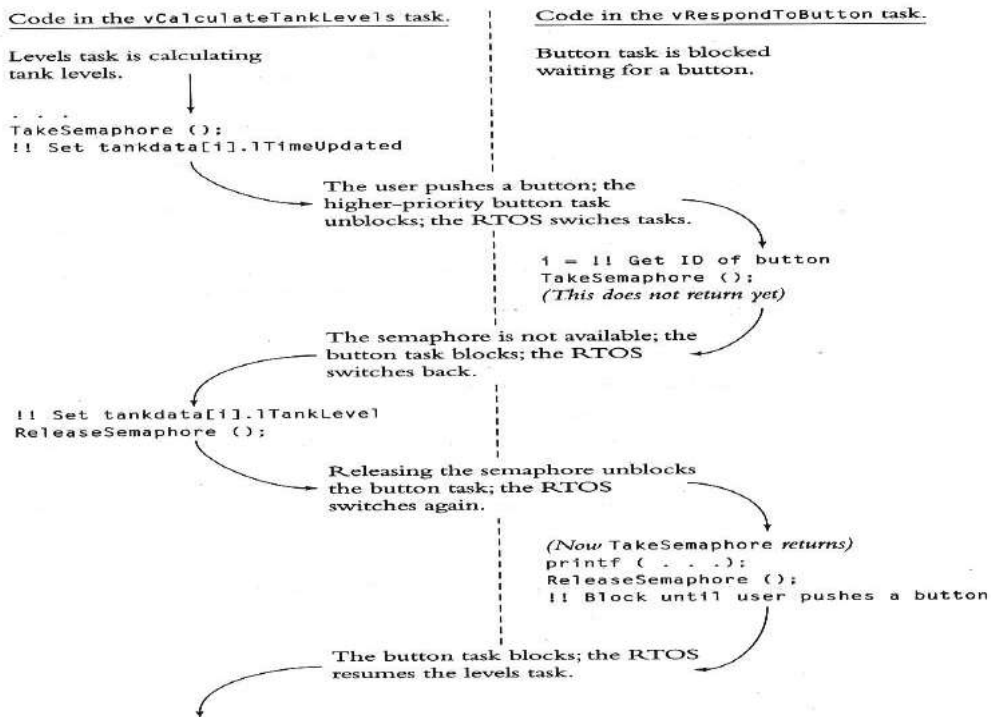 Code in the vCalculateTankLevels task.
Code in the vRespondToButton task.
Levels task is calculating
tank levels.
Button task is blocked
waiting for a button.
. . .
TakeSemaphore ();
!! Set tankdata[i].lTimeUpdated
The user pushes a button; the
higher-priority button task
unblocks; the RTOS swiches tasks.
i = !! Get ID of button
TakeSemaphore ();
(This does not return yet)
The semaphore is not available; the
button task blocks; the RTOS
switches back.
!! Set tankdata[i].lTankLevel
ReleaseSemaphore ();
Releasing the semaphore unblocks
the button task; the RTOS
switches again.
(Now TakeSemaphore returns)
printf ( . . .);
ReleaseSemaphore ();
!! Block until user pushes a button
The button task blocks; the RTOS
resumes the levels task.